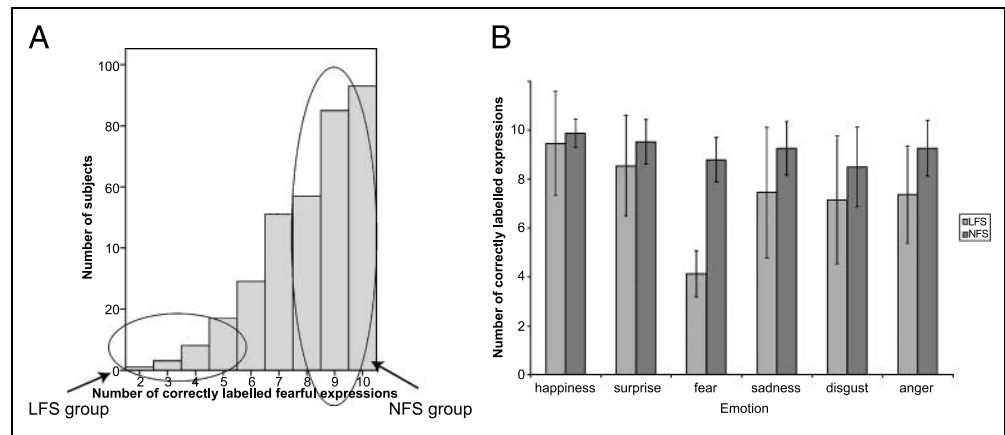 A
Number of subjects
100
80
60
10
20
0
2 3 4 5 6 7 8 9 10
Number of correctly labelled fearful expressions
LFS group
NFS group
B
Number of correctly labelled expressions
10
8
6
4
2
0
happiness surprise fear sadness disgust anger
Emotion
LFS
NFS